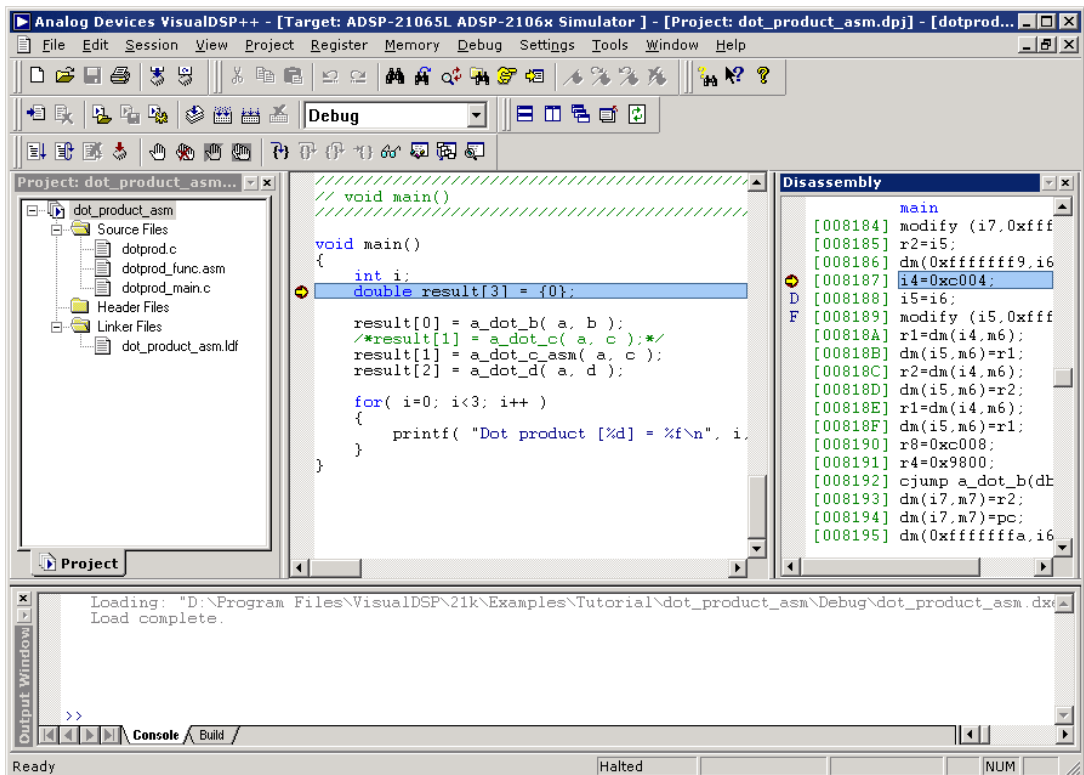 Analog Devices VisualDSP++ - [Target: ADSP-21065L ADSP-2106x Simulator ] - [Project: dot_product_asm.dpj] - [dotprod...
File Edit Session View Project Register Memory Debug Settings Tools Window Help
Debug
Project: dot_product_asm...
dot_product_asm
Source Files
dotprod.c
dotprod_func.asm
dotprod_main.c
Header Files
Linker Files
dot_product_asm.ldf
Project
////////////////////////////////////////////////
// void main()
////////////////////////////////////////////////
void main()
{
int i;
double result[3] = {0};
result[0] = a_dot_b( a, b );
/*result[1] = a_dot_c( a, c );*/
result[1] = a_dot_c_asm( a, c );
result[2] = a_dot_d( a, d );
for( i=0; i<3; i++ )
{
printf( "Dot product [%d] = %f\n", i,
}
}
Disassembly
main
[008184] modify (i7,0xfff
[008185] r2=i5;
[008186] dm(0xfffffff9,i6
[008187] i4=0xc004;
D [008188] i5=i6;
F [008189] modify (i5,0xfff
[00818A] r1=dm(i4,m6);
[00818B] dm(i5,m6)=r1;
[00818C] r2=dm(i4,m6);
[00818D] dm(i5,m6)=r2;
[00818E] r1=dm(i4,m6);
[00818F] dm(i5,m6)=r1;
[008190] r8=0xc008;
[008191] r4=0x9800;
[008192] cjump a_dot_b(db
[008193] dm(i7,m7)=r2;
[008194] dm(i7,m7)=pc;
[008195] dm(0xfffffffa,i6
Output Window
Loading: "D:\Program Files\VisualDSP\21k\Examples\Tutorial\dot_product_asm\Debug\dot_product_asm.dxe
Load complete.
>>
Console Build
Ready Halted NUM